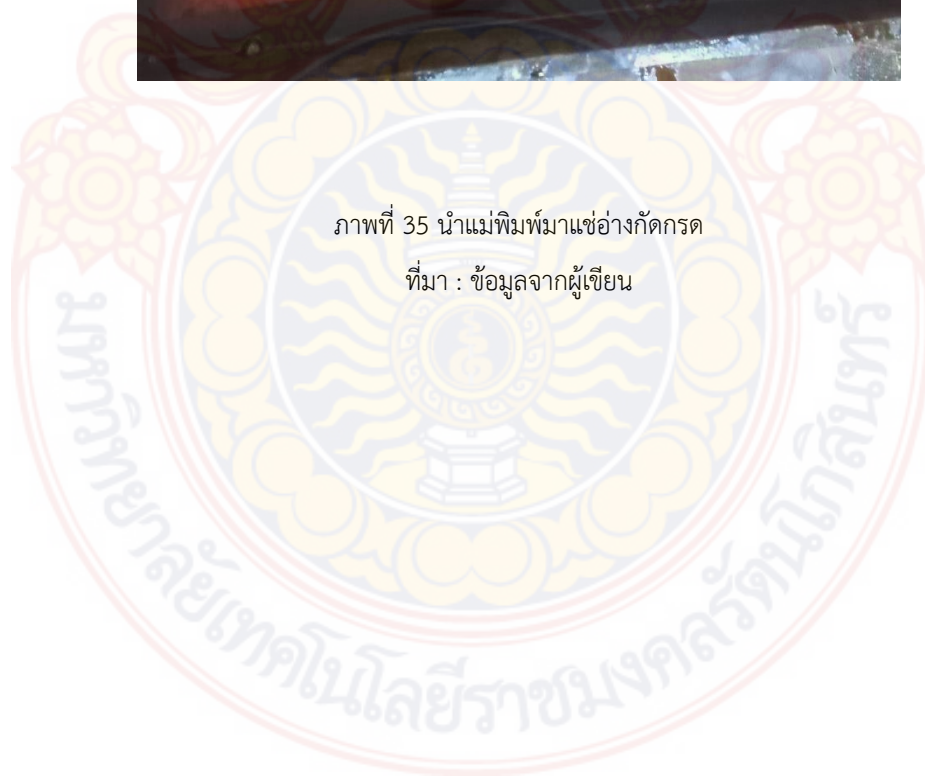 ภาพที่ 35 นำแม่พิมพ์มาแช่อ่างกัดกรด
ที่มา : ข้อมูลจากผู้เขียน
มหาวิทยาลัยเทคโนโลยีราชมงคลรัตนโกสินทร์